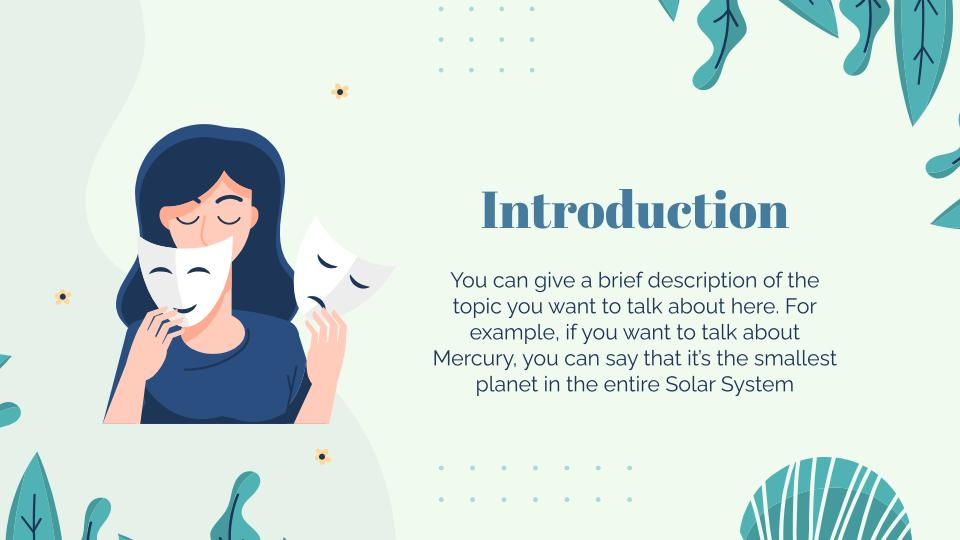 Introduction
You can give a brief description of the
topic you want to talk about here. For
example, if you want to talk about
Mercury, you can say that it’s the smallest
planet in the entire Solar System